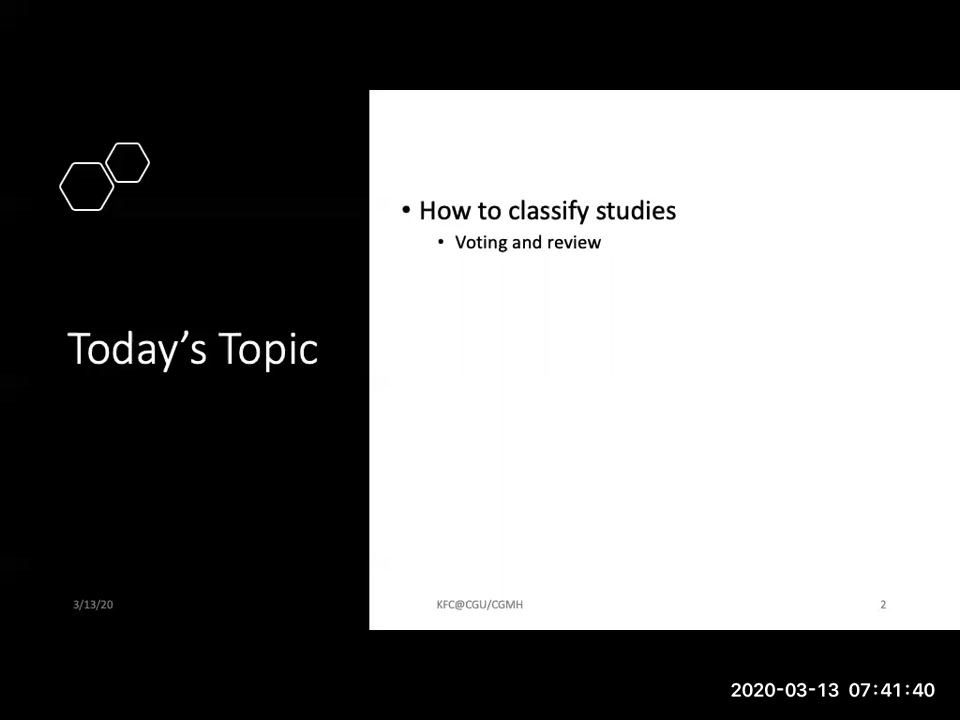 Today’s Topic
• How to classify studies
• Voting and review
3/13/20
KFC@CGU/CGMH
2
2020-03-13 07:41:40